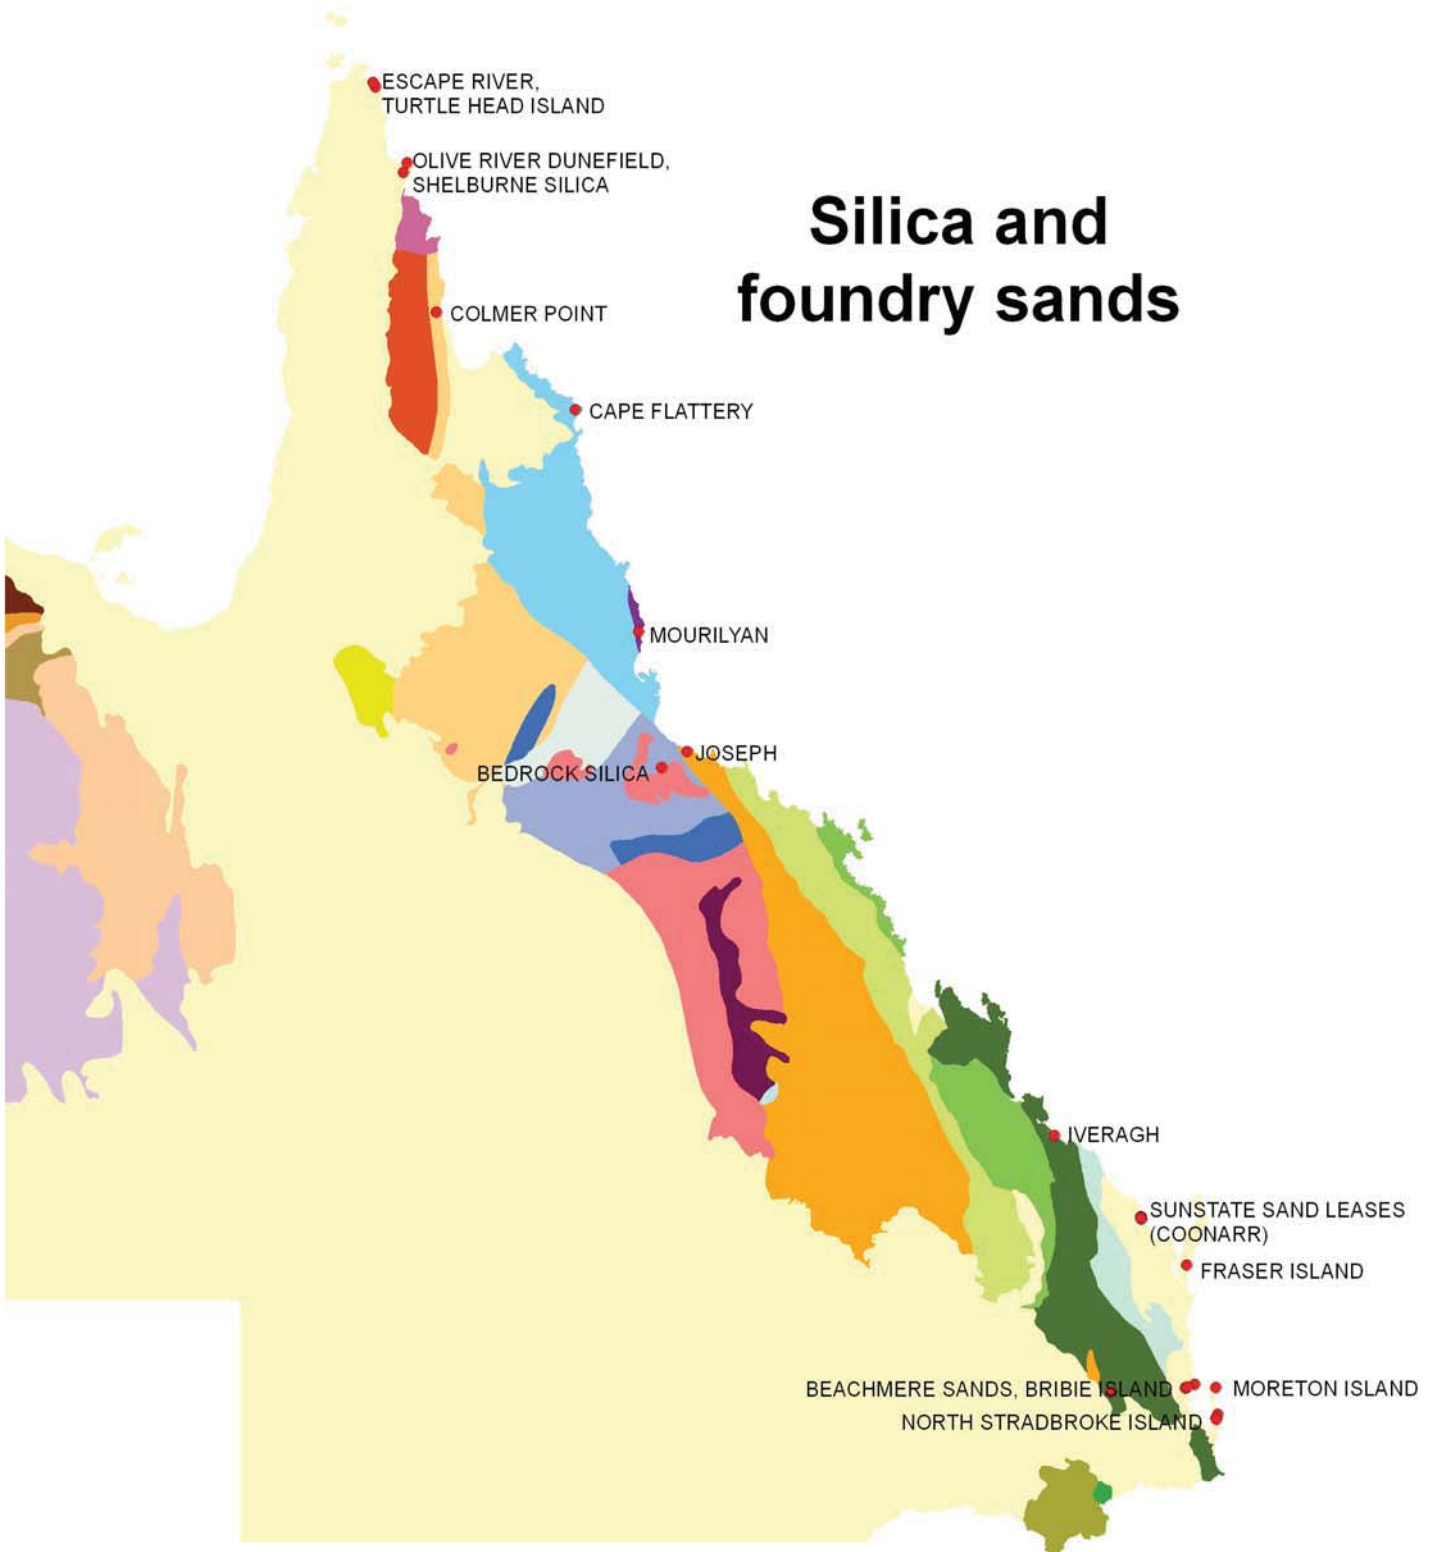 ESCAPE RIVER,
TURTLE HEAD ISLAND
OLIVE RIVER DUNEFIELD,
SHELBURNE SILICA
Silica and
foundry sands
COLMER POINT
CAPE FLATTERY
MOURILYAN
JOSEPH
BEDROCK SILICA
IVERAGH
SUNSTATE SAND LEASES
(COONARR)
FRASER ISLAND
BEACHMERE SANDS, BRIBIE ISLAND
MORETON ISLAND
NORTH STRADBROKE ISLAND